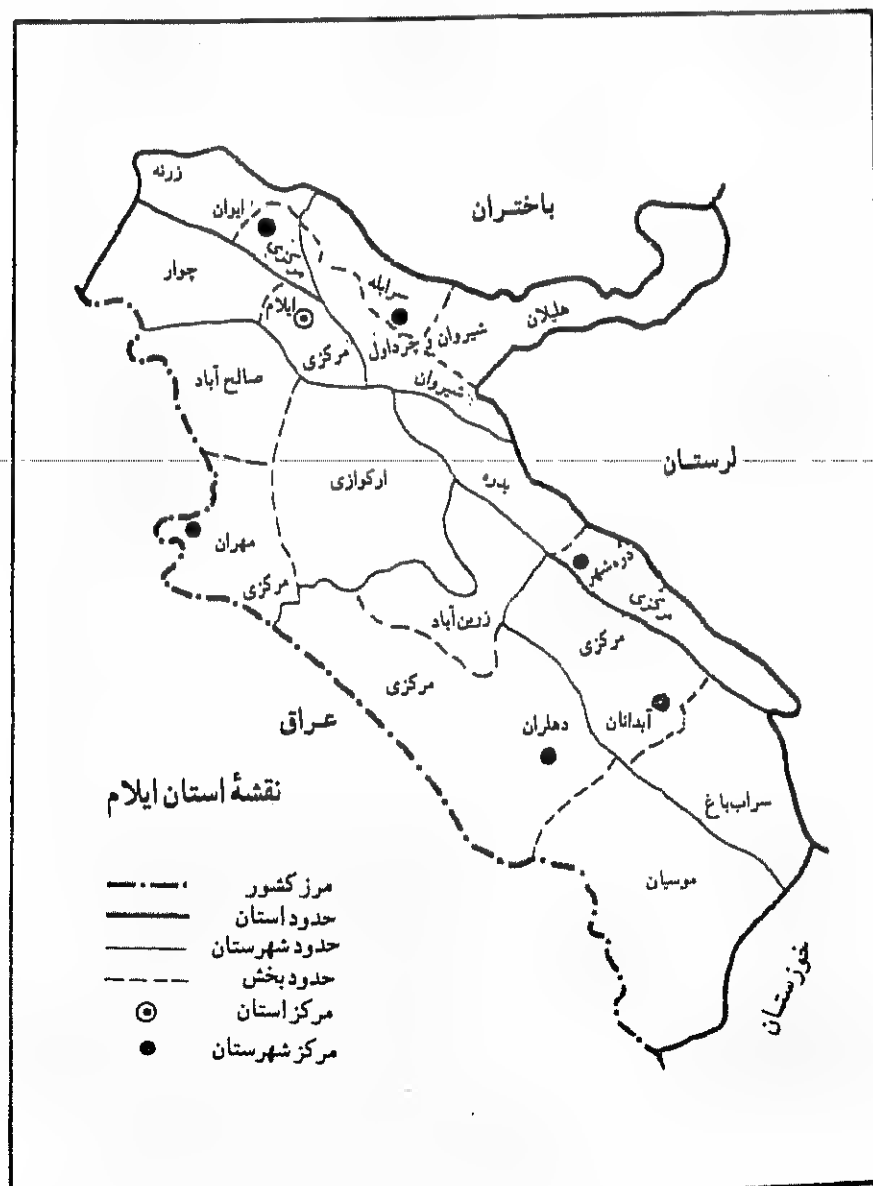 زرنه
ایوان
باختران
مرکزی
چوار
سرابله
هلیلان
ایلام
شیروان و چرداول
مرکزی
شیروان
صالح آباد
لرستان
ارکوازی
بدره
مهران
دره شهر
مرکزی
مرکزی
زرین آباد
مرکزی
مرکزی
آبدانان
دهلران
عراق
نقشهٔ استان ایلام
سراب باغ
موسیان
مرز کشور
حدود استان
حدود شهرستان
حدود بخش
مرکز استان
مرکز شهرستان
خوزستان